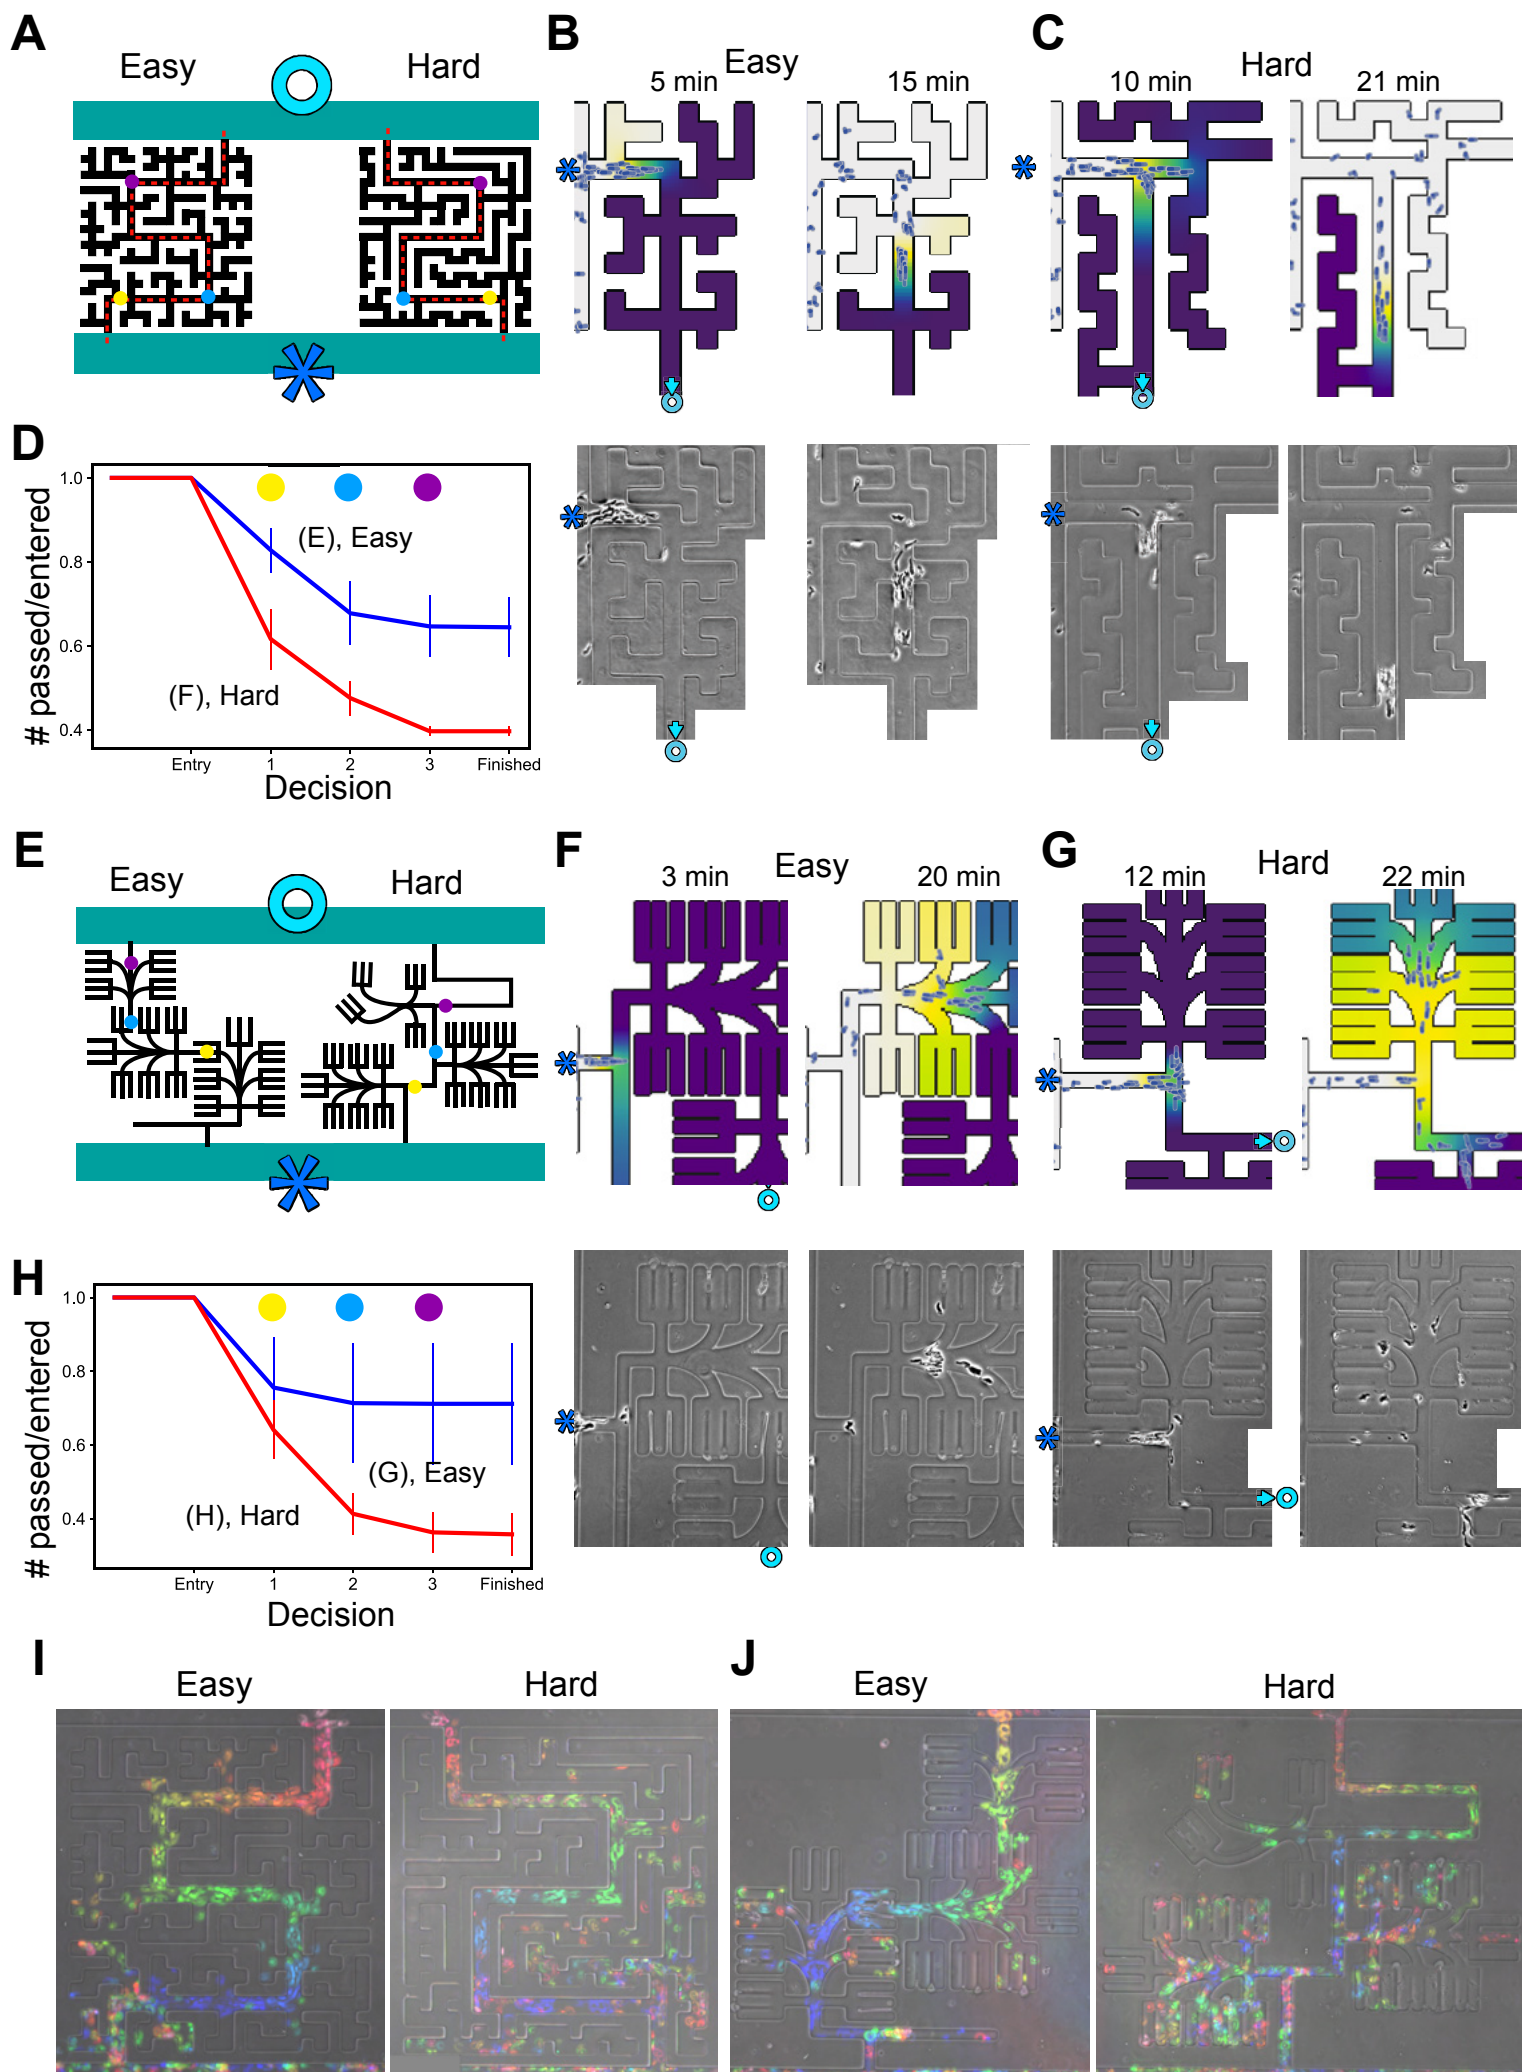 A
Easy
Hard
B
Easy
5 min
15 min
C
Hard
10 min
21 min
D
# passed/entered
1.0
0.8
0.6
0.4
(E), Easy
(F), Hard
Entry
1
2
3
Finished
Decision
E
Easy
Hard
F
Easy
3 min
20 min
G
Hard
12 min
22 min
H
# passed/entered
1.0
0.8
0.6
0.4
(G), Easy
(H), Hard
Entry
1
2
3
Finished
Decision
I
Easy
Hard
J
Easy
Hard